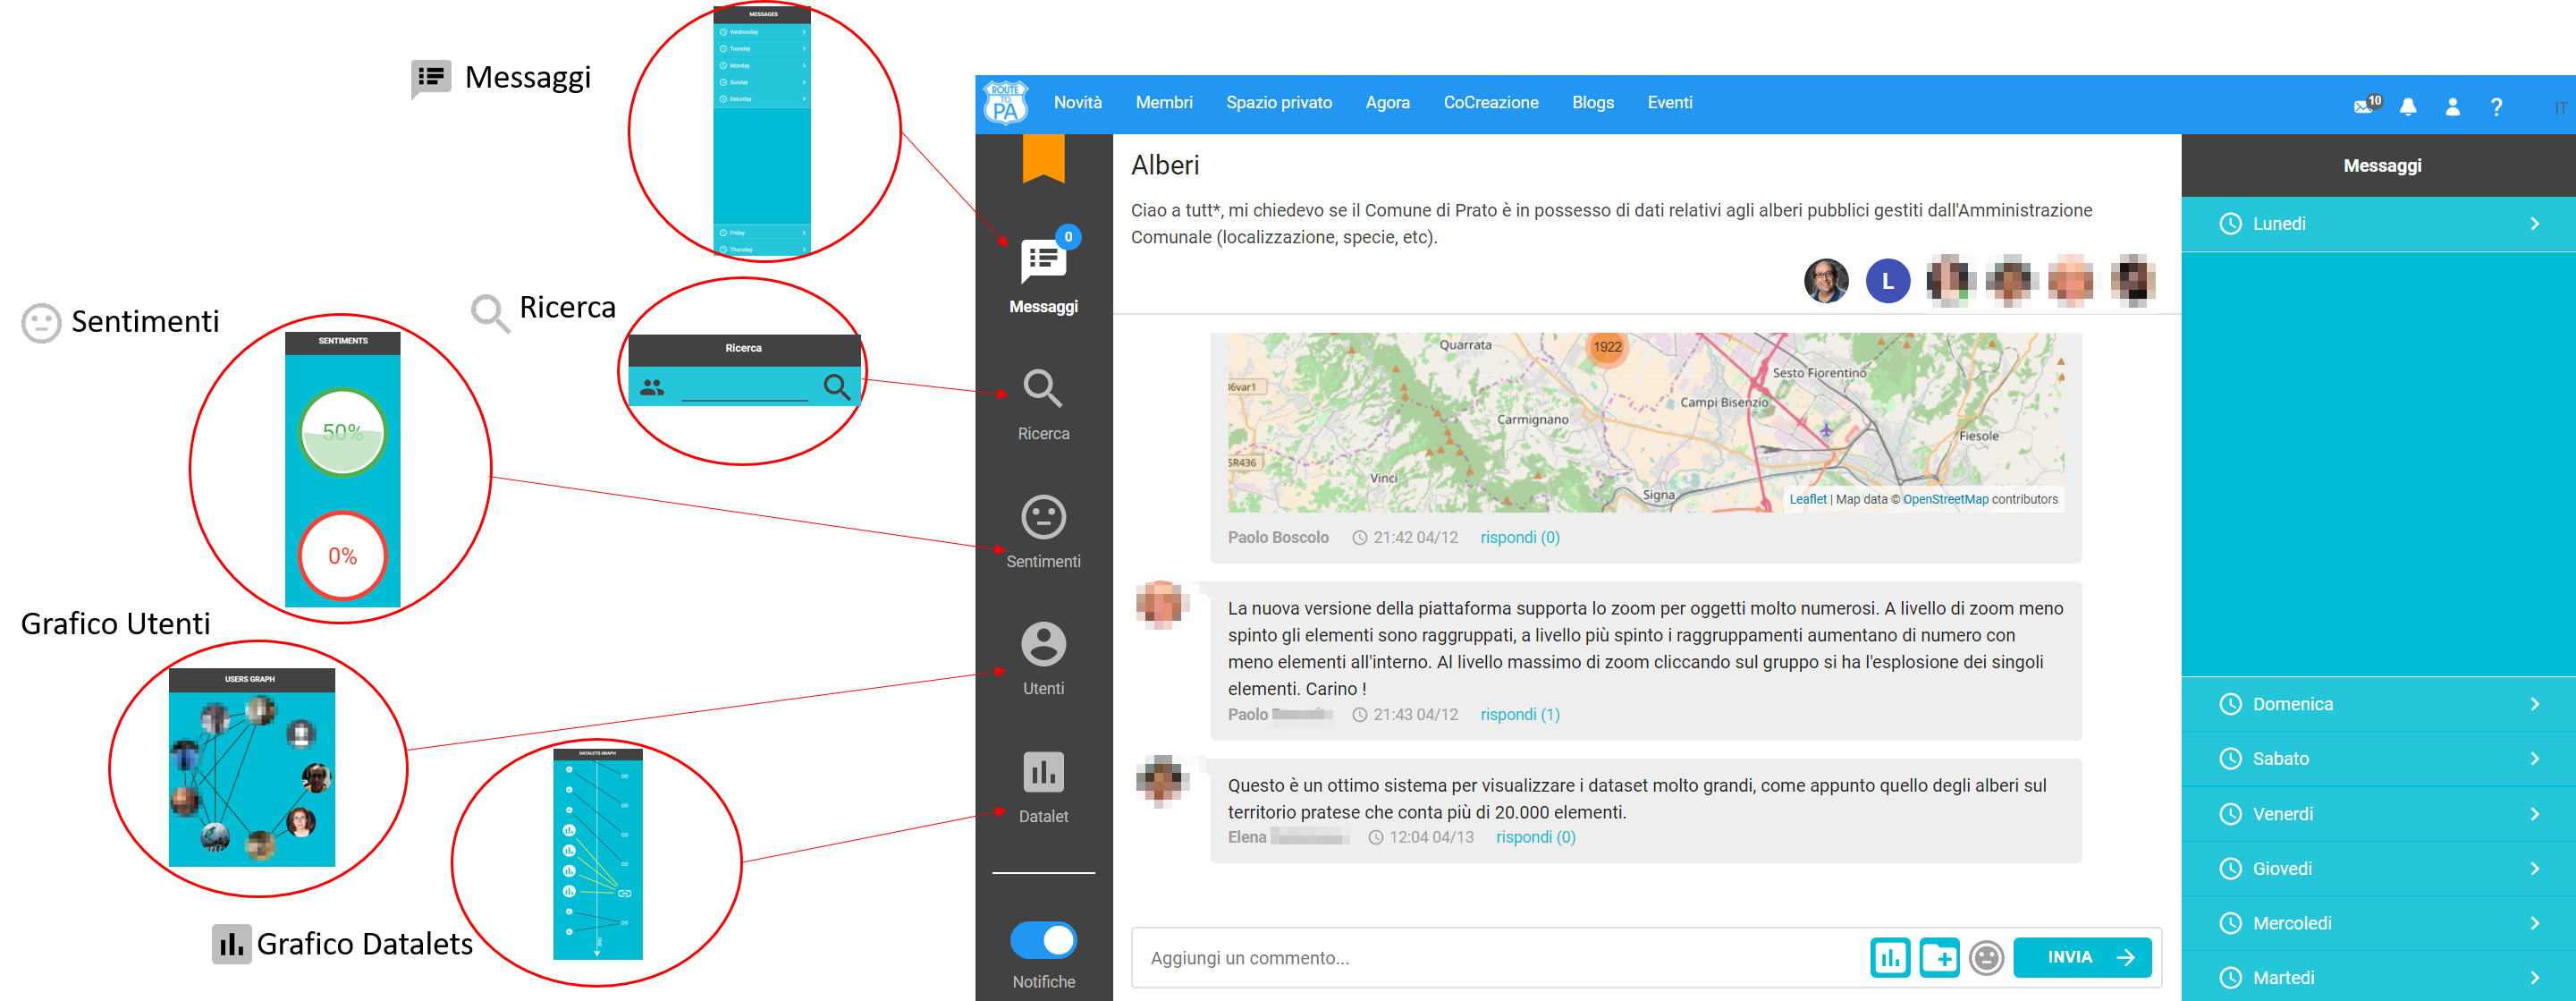 Messaggi
MESSAGES
Wednesday
Tuesday
Monday
Sunday
Saturday
Friday
Thursday
Ricerca
Ricerca
Sentimenti
SENTIMENTS
50%
0%
Grafico Utenti
USERS GRAPH
Grafico Datalets
DATALETS GRAPH
ROUTE
TO
PA
Novità
Membri
Spazio privato
Agora
CoCreazione
Blogs
Eventi
10
?
IT
0
Messaggi
Ricerca
Sentimenti
Utenti
Datalet
Notifiche
Alberi
Ciao a tutt*, mi chiedevo se il Comune di Prato è in possesso di dati relativi agli alberi pubblici gestiti dall'Amministrazione
Comunale (localizzazione, specie, etc).
L
Quarrata
1922
Sesto Fiorentino
Campi Bisenzio
Carmignano
Fiesole
SR436
Vinci
Signa
Leaflet | Map data © OpenStreetMap contributors
Paolo Boscolo 21:42 04/12 rispondi (0)
La nuova versione della piattaforma supporta lo zoom per oggetti molto numerosi. A livello di zoom meno
spinto gli elementi sono raggruppati, a livello più spinto i raggruppamenti aumentano di numero con
meno elementi all'interno. Al livello massimo di zoom cliccando sul gruppo si ha l'esplosione dei singoli
elementi. Carino !
Paolo 21:43 04/12 rispondi (1)
Questo è un ottimo sistema per visualizzare i dataset molto grandi, come appunto quello degli alberi sul
territorio pratese che conta più di 20.000 elementi.
Elena 12:04 04/13 rispondi (0)
Aggiungi un commento...
INVIA
Messaggi
Lunedi
Domenica
Sabato
Venerdi
Giovedi
Mercoledi
Martedi